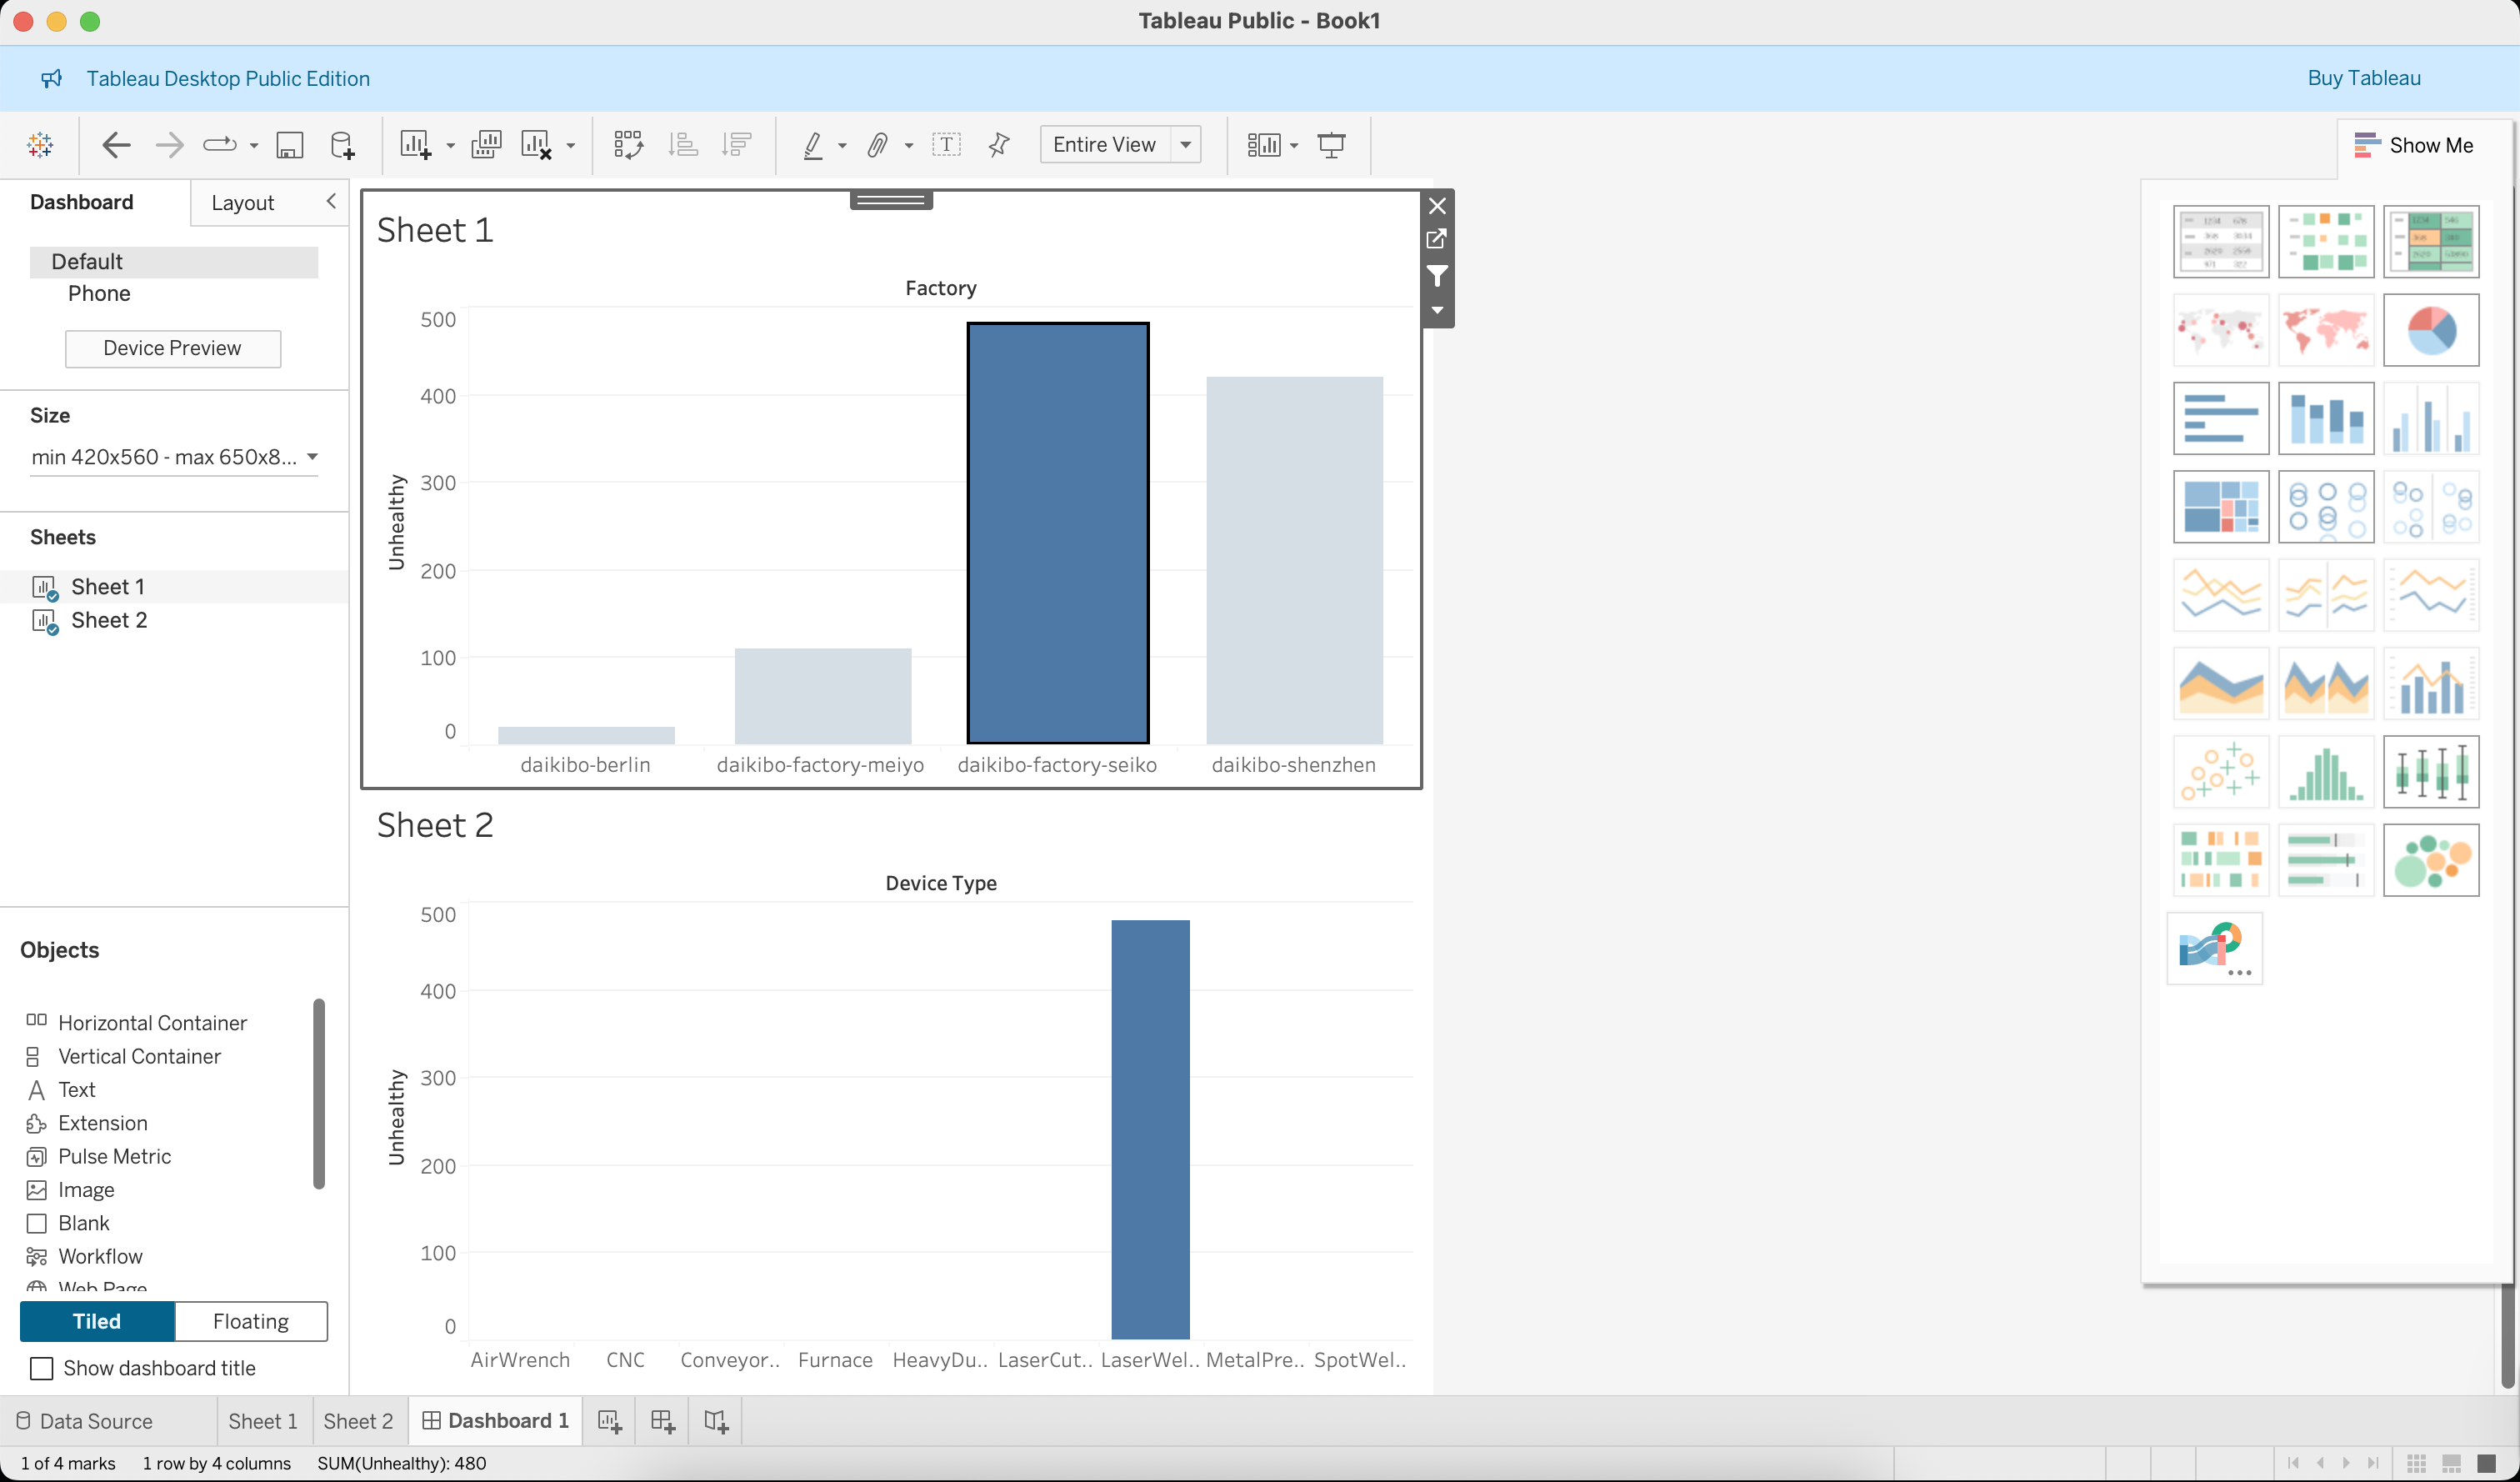 Tableau Public - Book1
Tableau Desktop Public Edition
Buy Tableau
Entire View
Show Me
Dashboard
Layout
Default
Phone
Device Preview
Size
min 420x560 - max 650x8...
Sheets
Sheet 1
Sheet 2
Objects
Horizontal Container
Vertical Container
Text
Extension
Pulse Metric
Image
Blank
Workflow
Web Page
Tiled
Floating
Show dashboard title
Sheet 1
Factory
Unhealthy
500
400
300
200
100
0
daikibo-berlin
daikibo-factory-meiyo
daikibo-factory-seiko
daikibo-shenzhen
Sheet 2
Device Type
Unhealthy
500
400
300
200
100
0
AirWrench
CNC
Conveyor..
Furnace
HeavyDu..
LaserCut..
LaserWel..
MetalPre..
SpotWel..
Data Source
Sheet 1
Sheet 2
Dashboard 1
1 of 4 marks
1 row by 4 columns
SUM(Unhealthy): 480